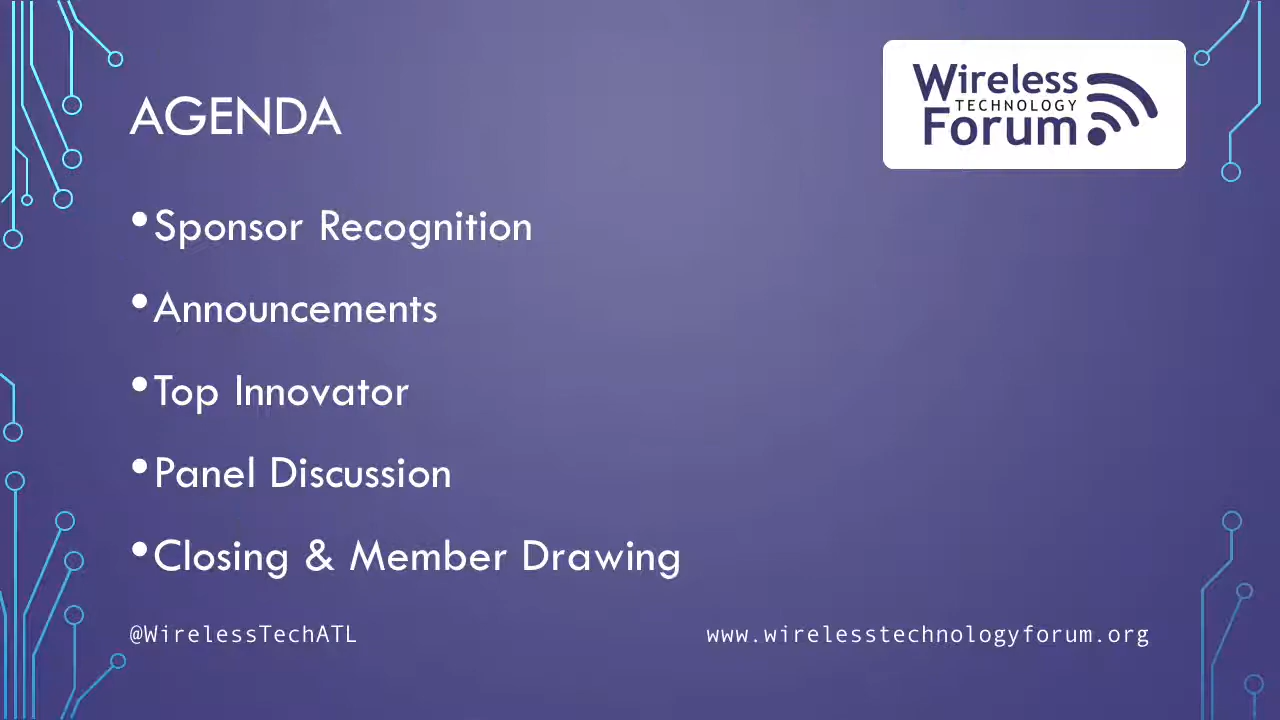 Wireless
TECHNOLOGY
Forum
AGENDA
•Sponsor Recognition
•Announcements
•Top Innovator
•Panel Discussion
•Closing & Member Drawing
@WirelessTechATL
www.wirelesstechnologyforum.org